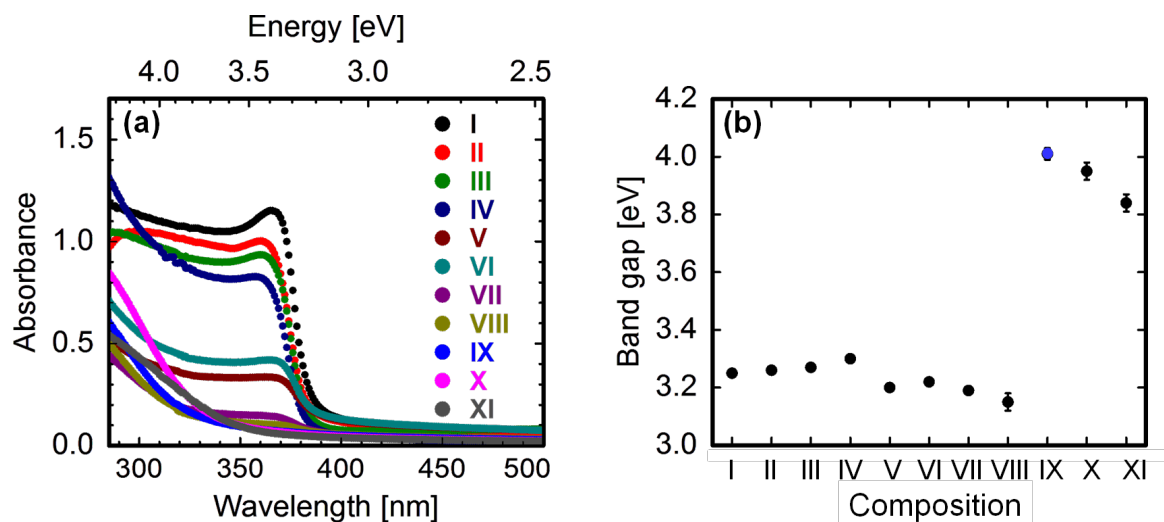 Energy [eV]
4.0 3.5 3.0 2.5
(a)
1.5
1.0
0.5
0.0
Absorbance
I
II
III
IV
V
VI
VII
VIII
IX
X
XI
300 350 400 450 500
Wavelength [nm]
(b)
4.2
4.0
3.8
3.6
3.4
3.2
3.0
Band gap [eV]
I II III IV V VI VII VIII IX X XI
Composition